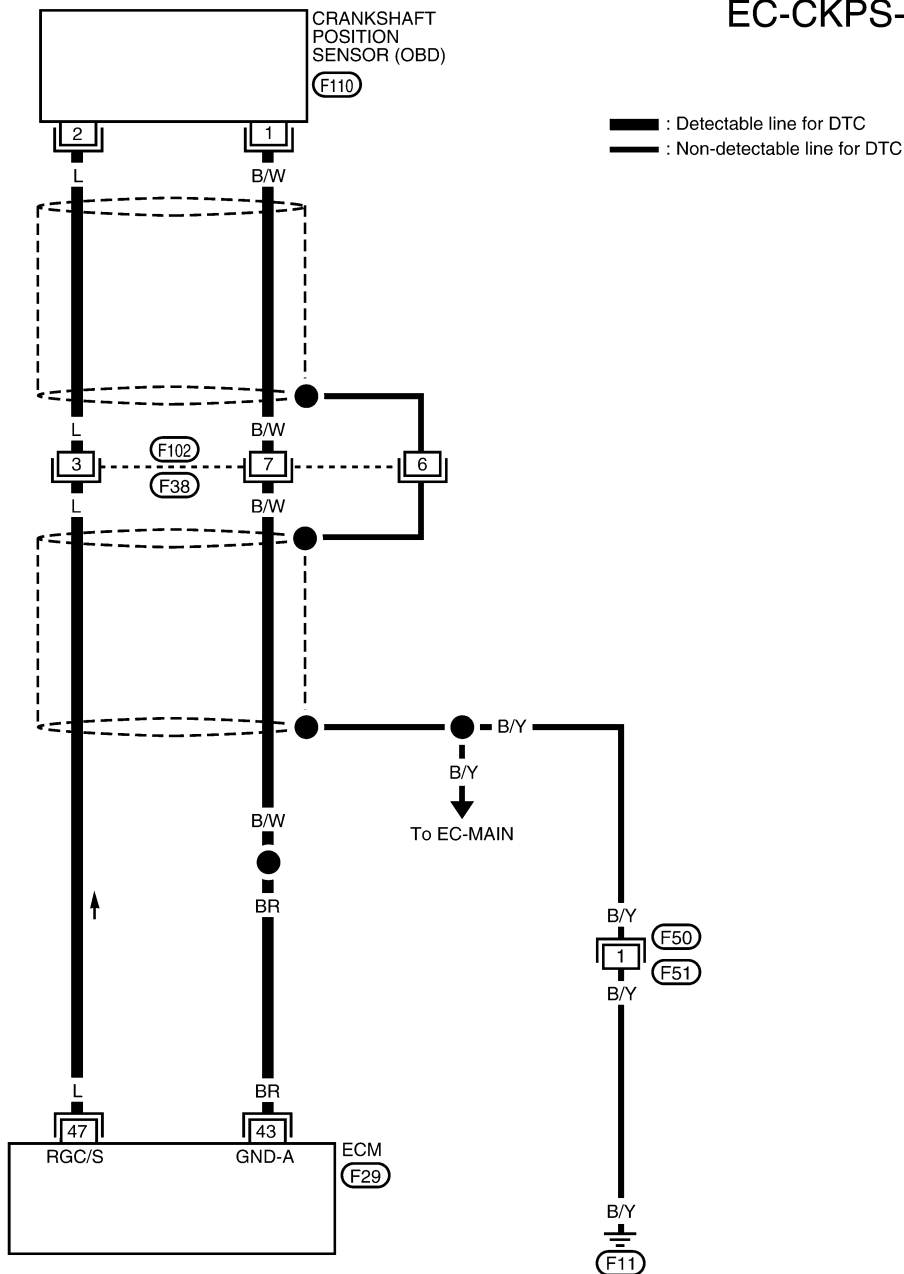 EC-CKPS-
CRANKSHAFT
POSITION
SENSOR (OBD)
F110
: Detectable line for DTC
: Non-detectable line for DTC
2
1
L
B/W
L
B/W
3
F102
7
6
F38
L
B/W
B/Y
B/Y
To EC-MAIN
B/W
BR
B/Y
F50
1
F51
B/Y
L
BR
47
43
RGC/S
GND-A
ECM
F29
B/Y
F11